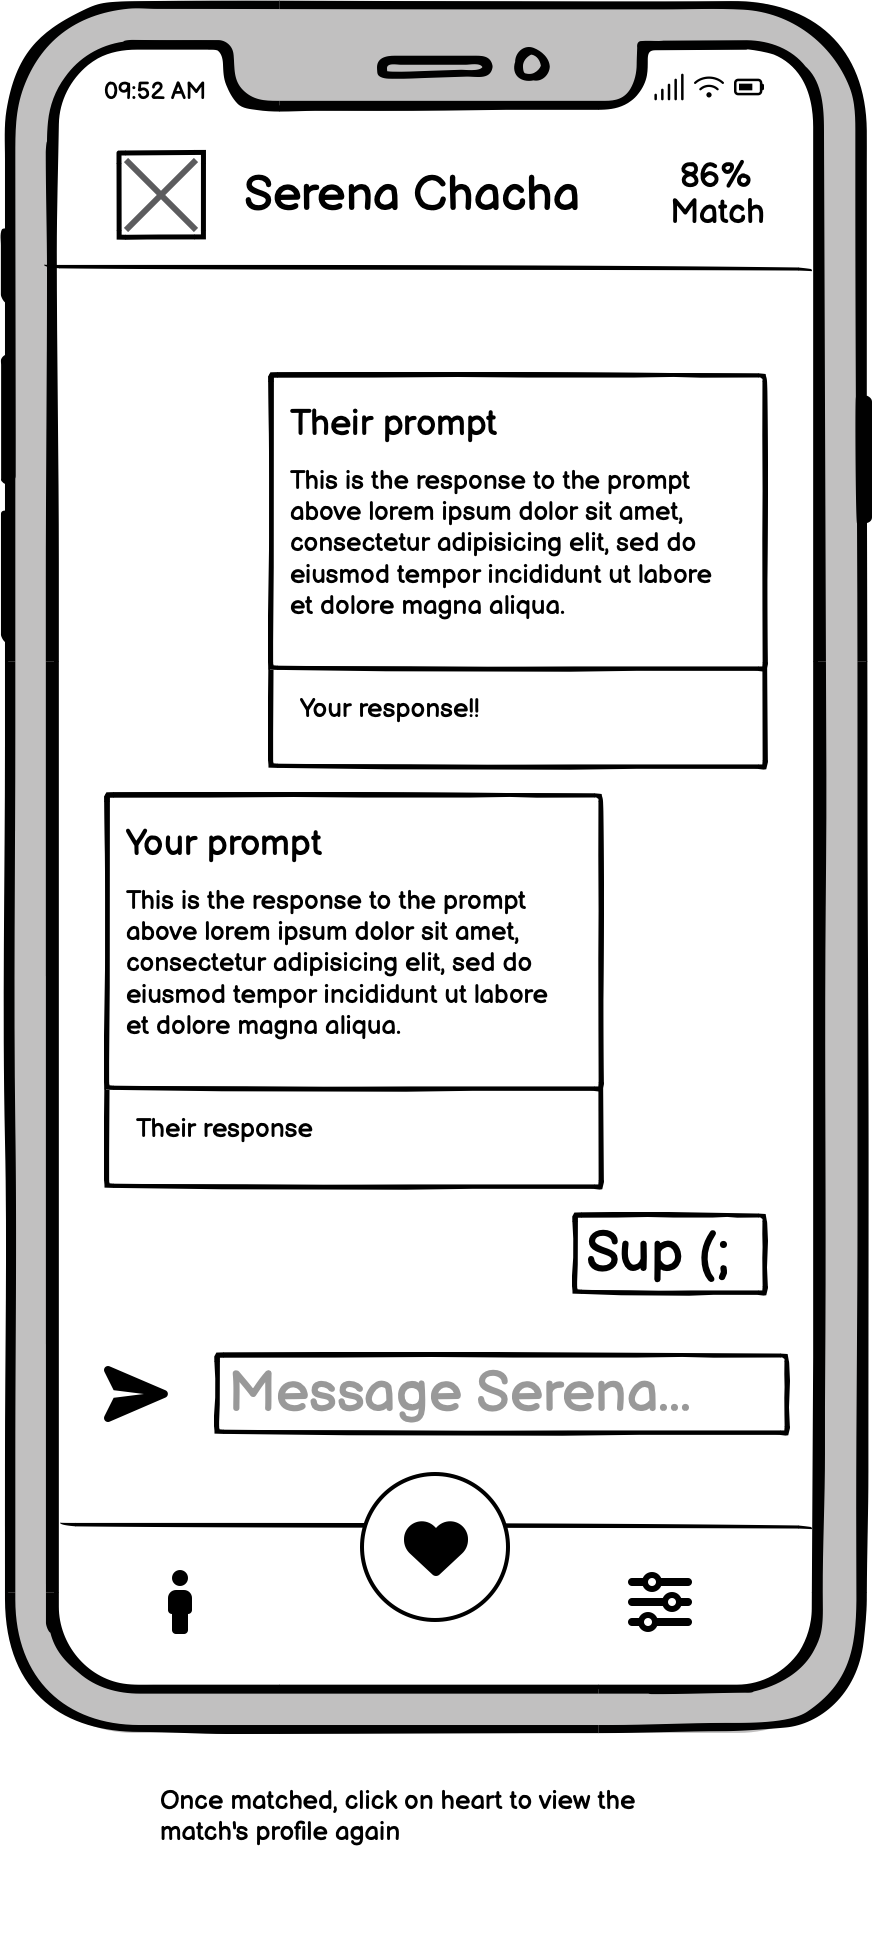 09:52 AM
Serena Chacha
86%
Match
Their prompt
This is the response to the prompt
above lorem ipsum dolor sit amet,
consectetur adipisicing elit, sed do
eiusmod tempor incididunt ut labore
et dolore magna aliqua.
Your response!!
Your prompt
This is the response to the prompt
above lorem ipsum dolor sit amet,
consectetur adipisicing elit, sed do
eiusmod tempor incididunt ut labore
et dolore magna aliqua.
Their response
Sup (;
Message Serena...
Once matched, click on heart to view the
match's profile again